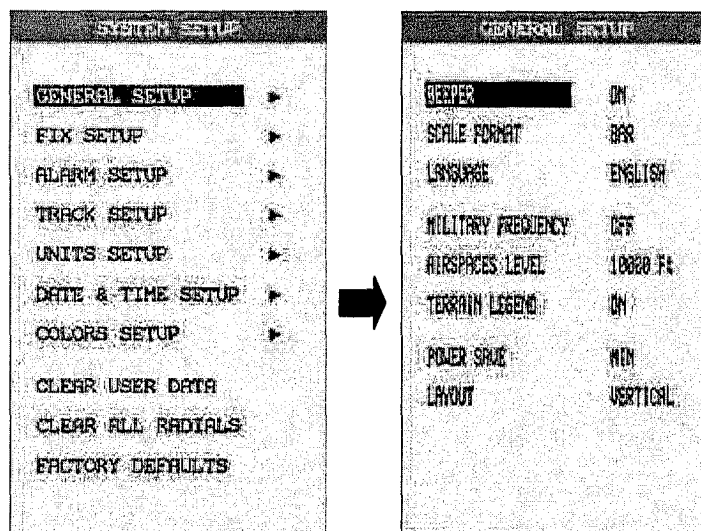 SYSTEM SETUP
GENERAL SETUP
FIX SETUP
ALARM SETUP
TRACK SETUP
UNITS SETUP
DATE & TIME SETUP
COLORS SETUP
CLEAR USER DATA
CLEAR ALL RADIALS
FACTORY DEFAULTS
GENERAL SETUP
BEEPER ON
SCALE FORMAT BAR
LANGUAGE ENGLISH
MILITARY FREQUENCY OFF
AIRSPACES LEVEL 10020 Ft
TERRAIN LEGEND ON
POWER SAVE MIN
LAYOUT VERTICAL